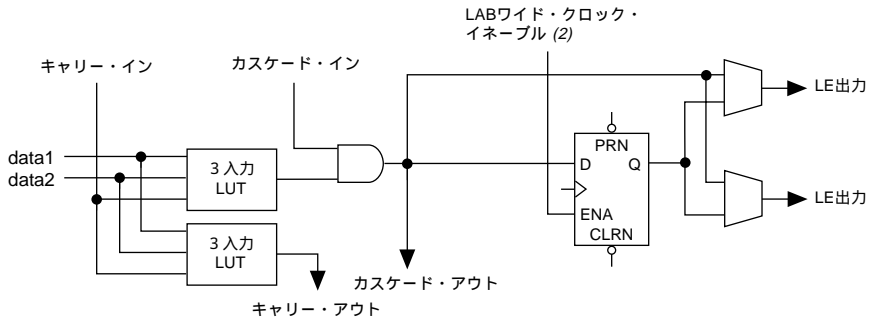 LABワイド・クロック・
イネーブル (2)
キャリー・イン
カスケード・イン
LE出力
data1
data2
3 入力
LUT
PRN
D
Q
ENA
CLRN
LE出力
3 入力
LUT
カスケード・アウト
キャリー・アウト